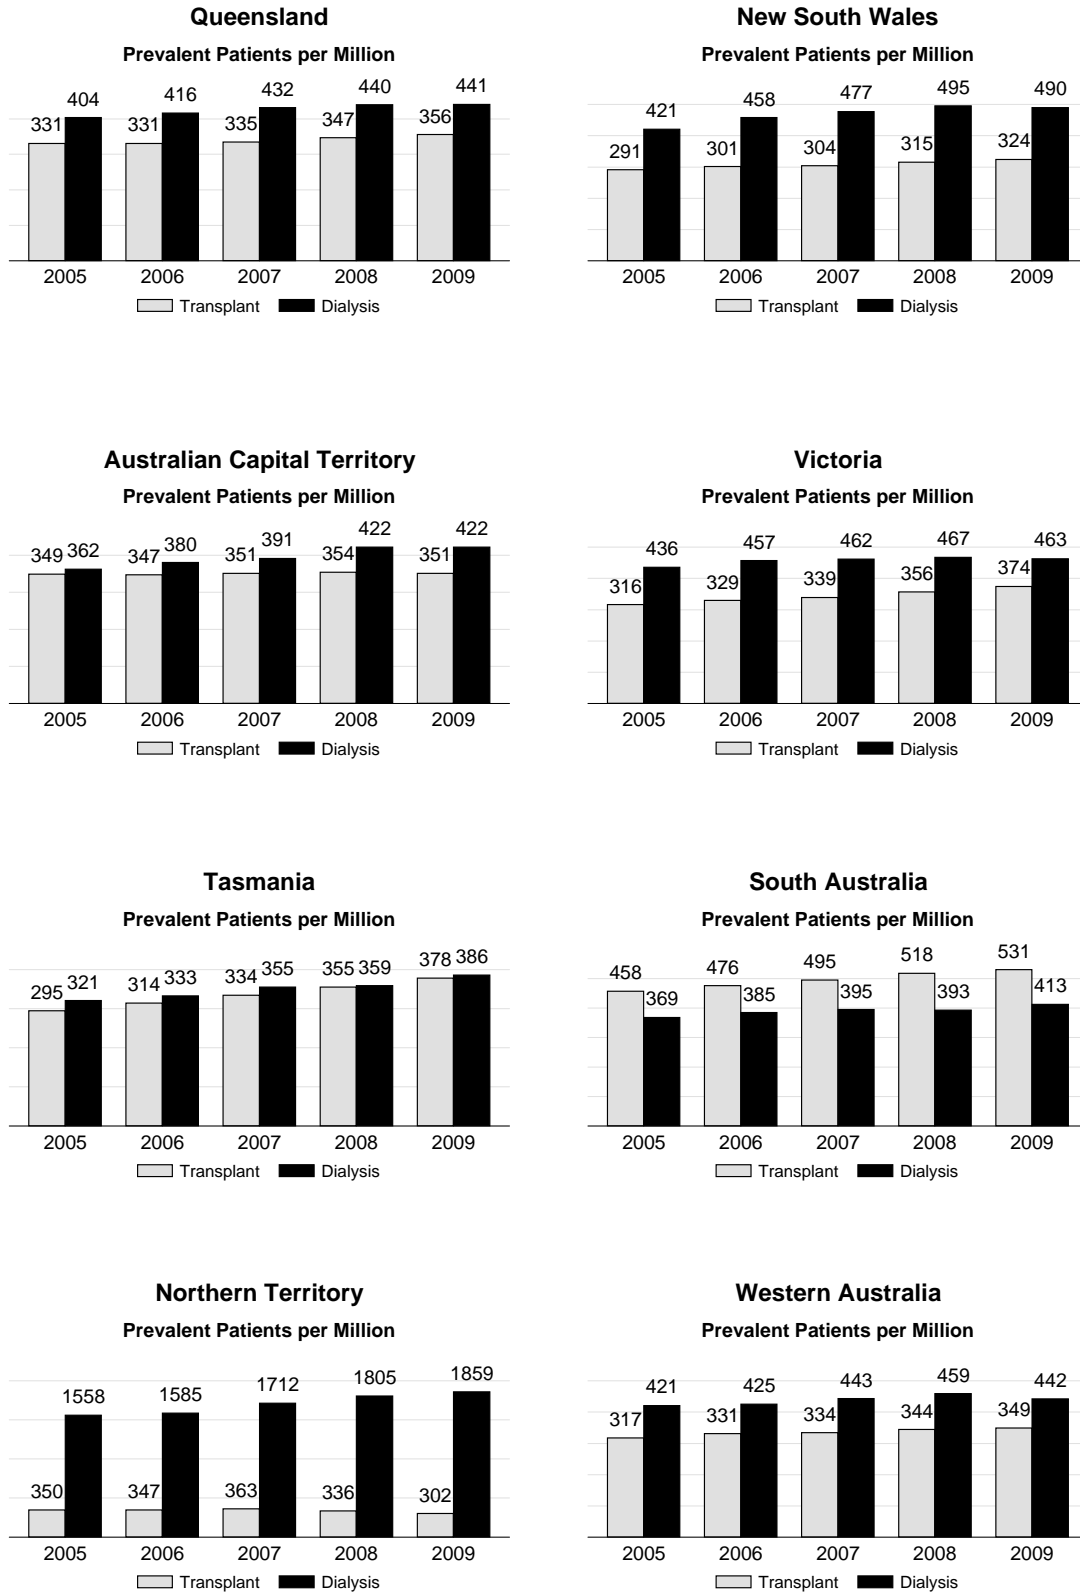 Queensland
Prevalent Patients per Million
331 404 331 416 335 432 347 440 356 441
2005 2006 2007 2008 2009
Transplant Dialysis
New South Wales
Prevalent Patients per Million
291 421 301 458 304 477 315 495 324 490
2005 2006 2007 2008 2009
Transplant Dialysis
Australian Capital Territory
Prevalent Patients per Million
349 362 347 380 351 391 354 422 351 422
2005 2006 2007 2008 2009
Transplant Dialysis
Victoria
Prevalent Patients per Million
316 436 329 457 339 462 356 467 374 463
2005 2006 2007 2008 2009
Transplant Dialysis
Tasmania
Prevalent Patients per Million
295 321 314 333 334 355 355 359 378 386
2005 2006 2007 2008 2009
Transplant Dialysis
South Australia
Prevalent Patients per Million
458 369 476 385 495 395 518 393 531 413
2005 2006 2007 2008 2009
Transplant Dialysis
Northern Territory
Prevalent Patients per Million
350 1558 347 1585 363 1712 336 1805 302 1859
2005 2006 2007 2008 2009
Transplant Dialysis
Western Australia
Prevalent Patients per Million
317 421 331 425 334 443 344 459 349 442
2005 2006 2007 2008 2009
Transplant Dialysis